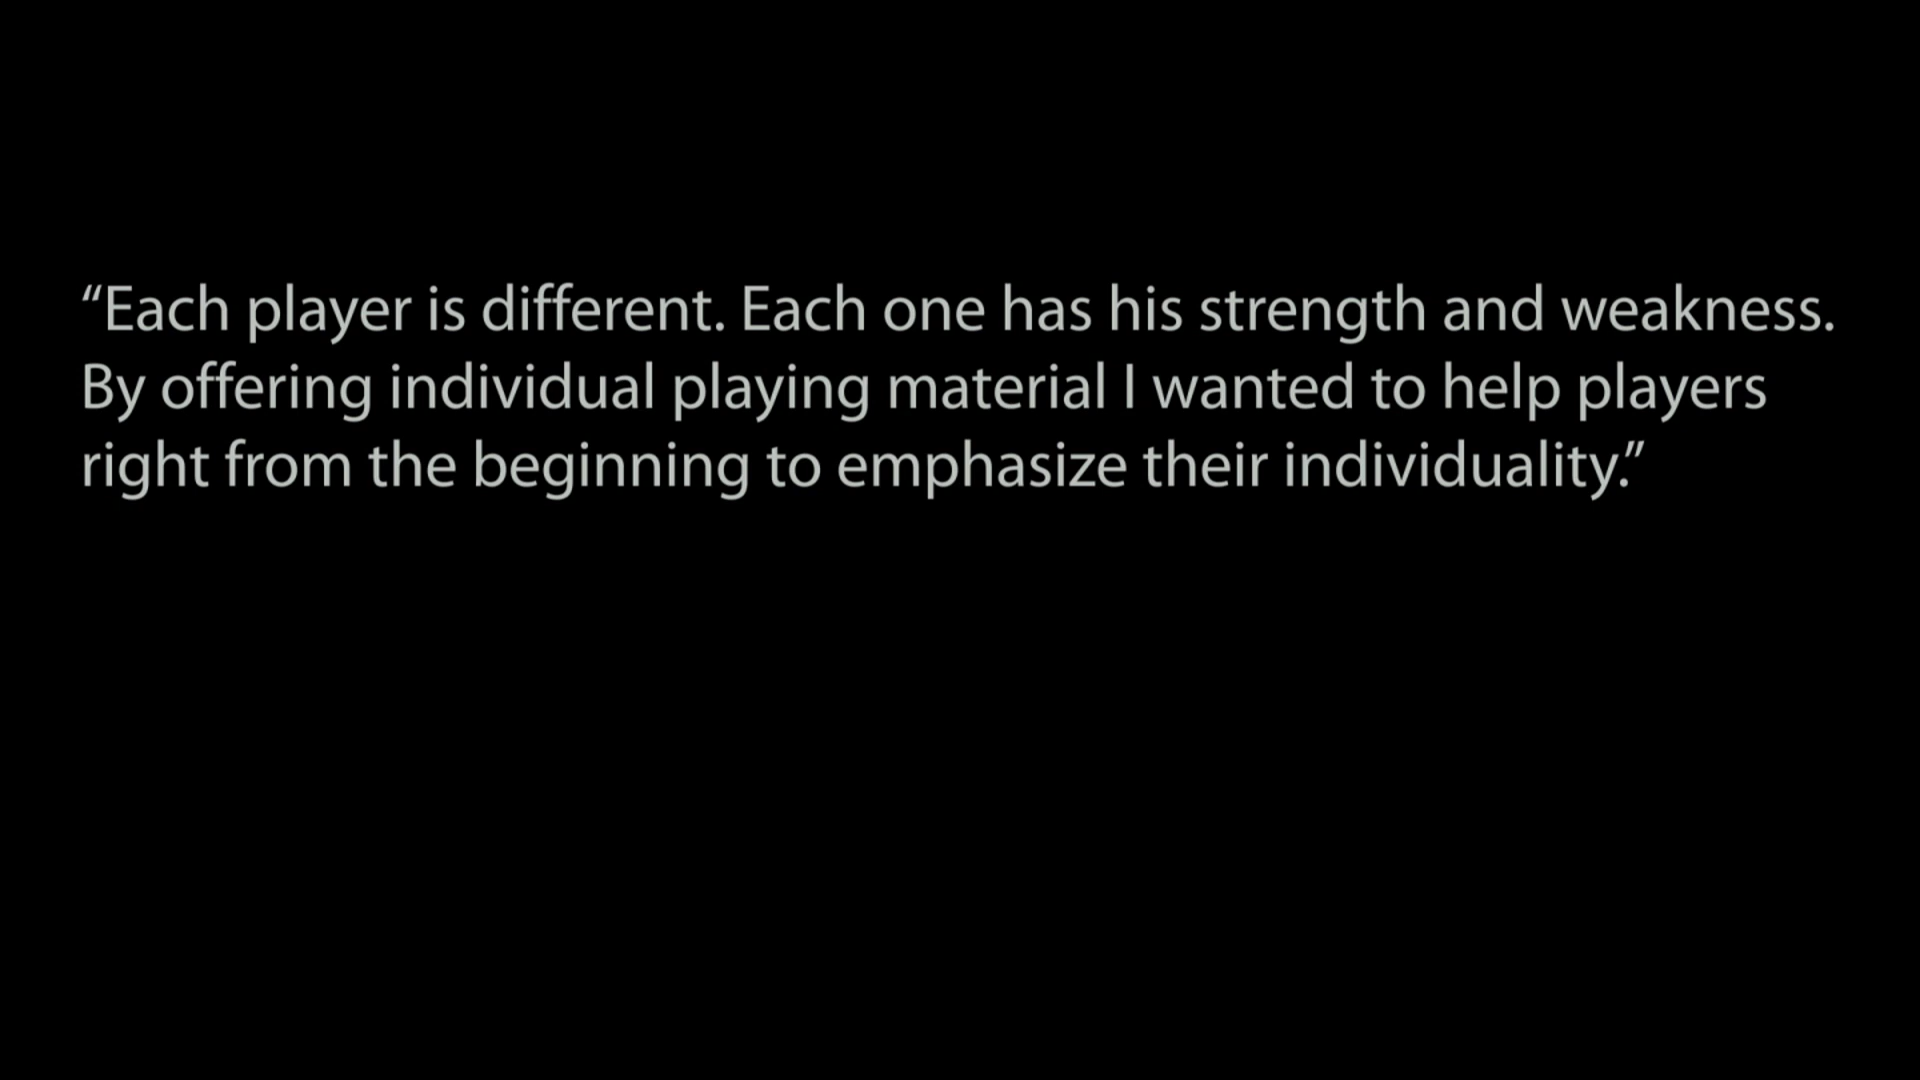 “Each player is different. Each one has his strength and weakness.
By offering individual playing material I wanted to help players
right from the beginning to emphasize their individuality.”